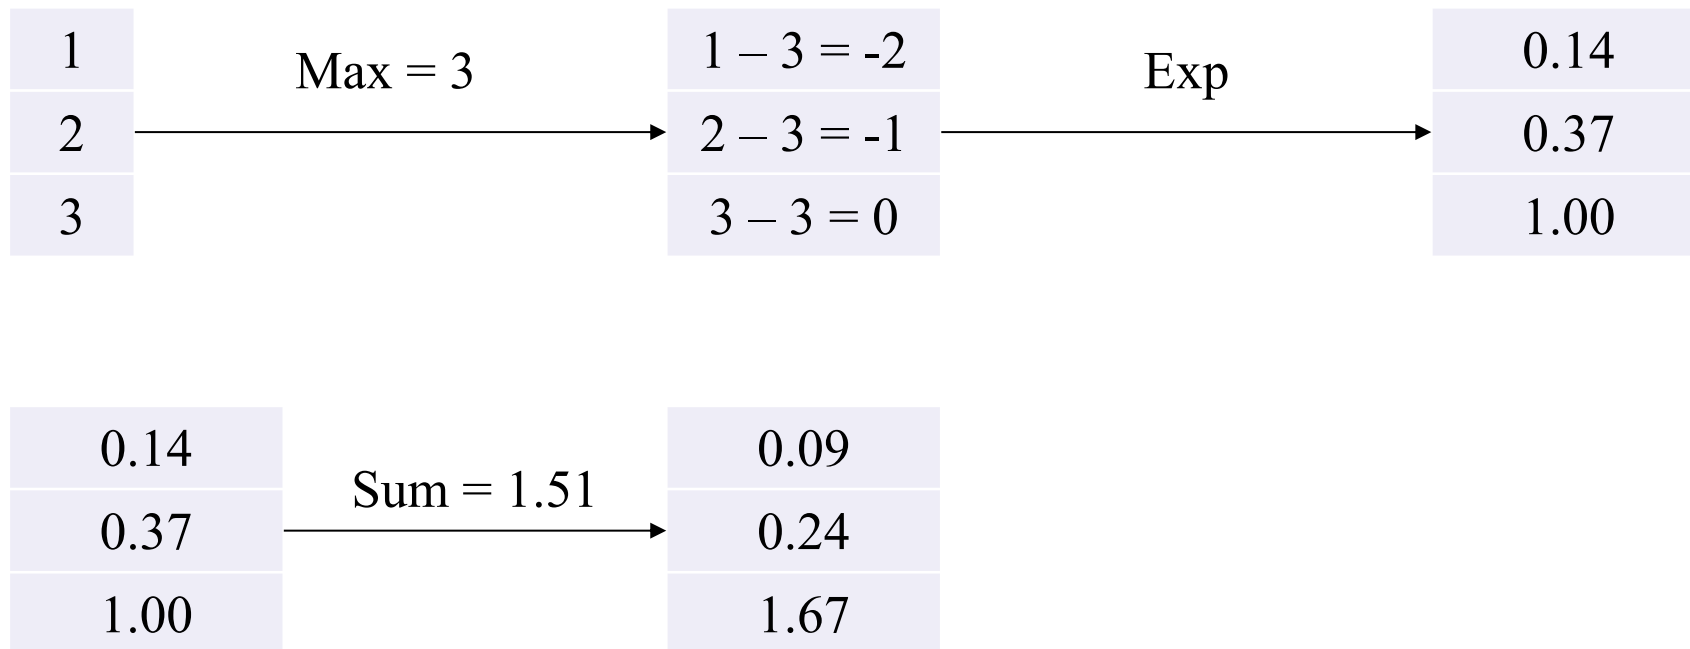 1
2
3
Max = 3
1 – 3 = -2
2 – 3 = -1
3 – 3 = 0
Exp
0.14
0.37
1.00
0.14
0.37
1.00
Sum = 1.51
0.09
0.24
1.67